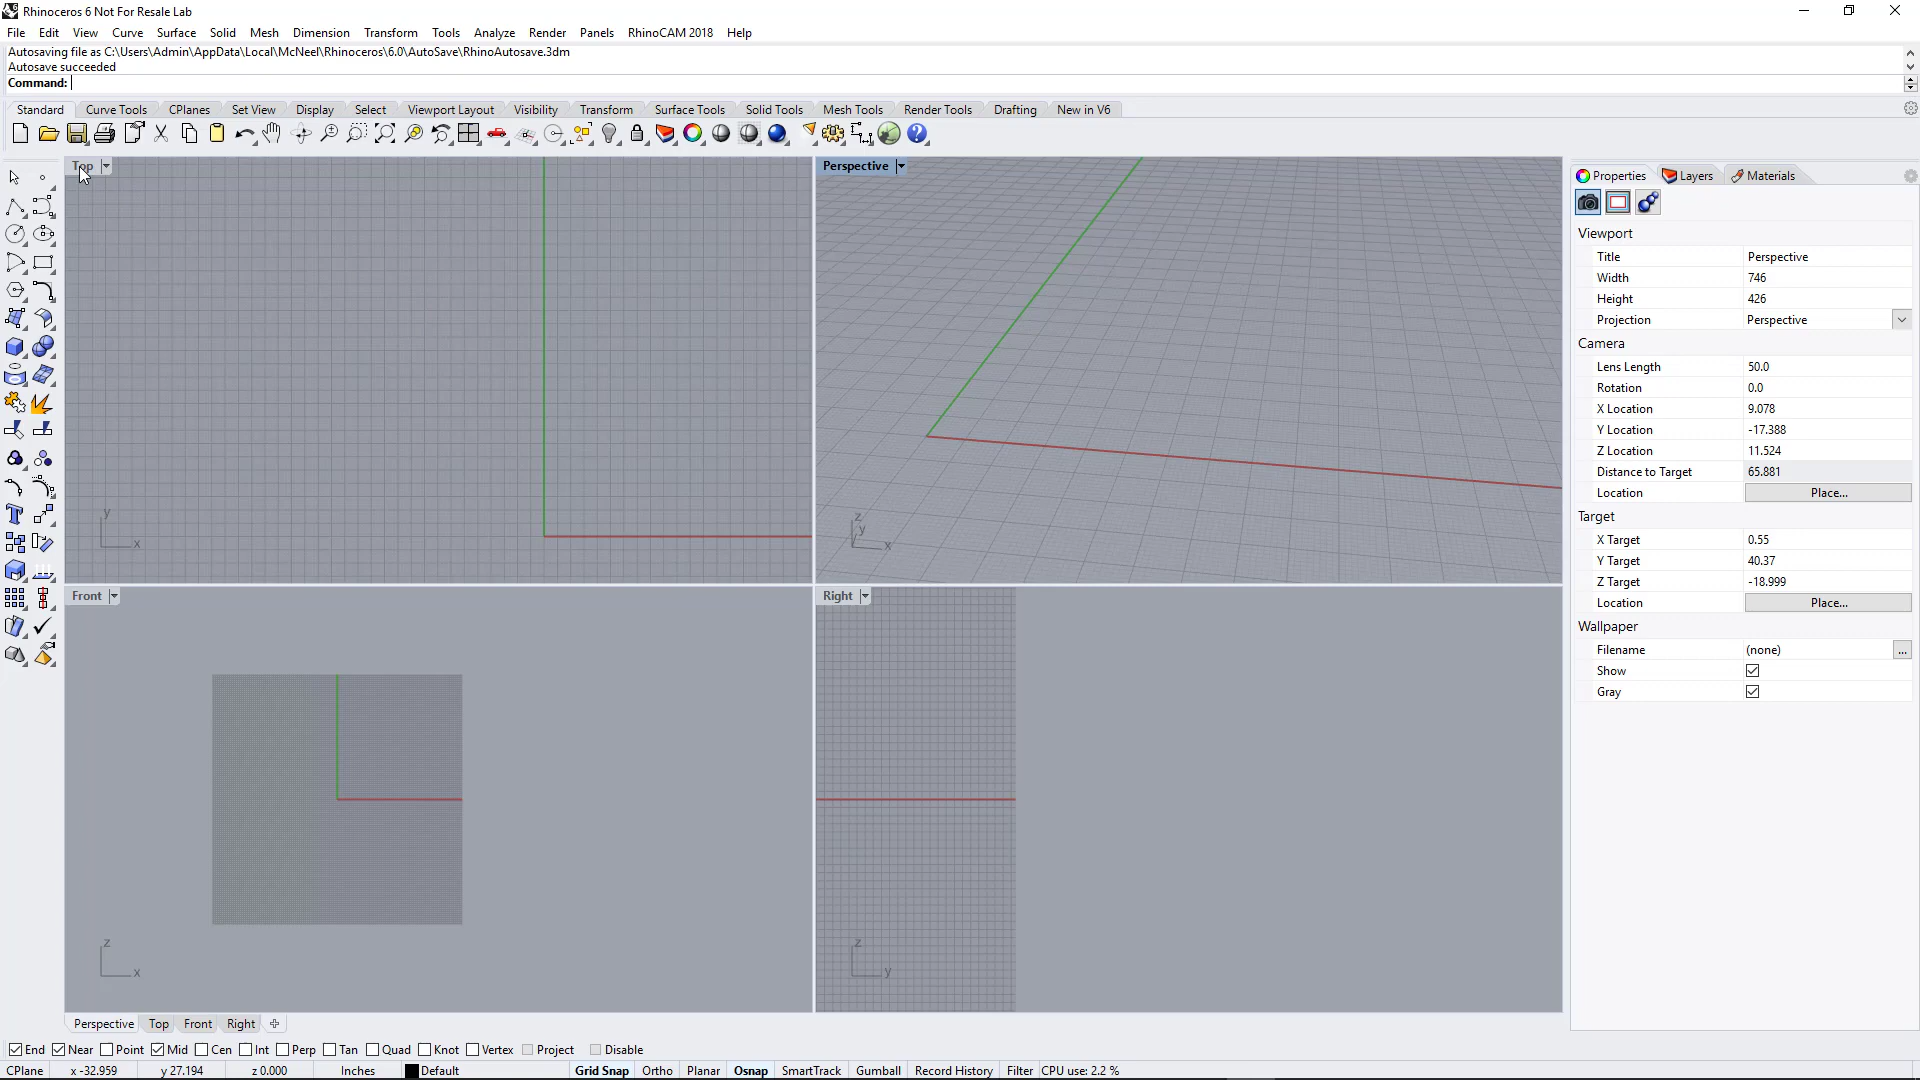 Rhinoceros 6 Not For Resale Lab
File Edit View Curve Surface Solid Mesh Dimension Transform Tools Analyze Render Panels RhinoCAM 2018 Help
Autosaving file as C:\Users\Admin\AppData\Local\McNeel\Rhinoceros\6.0\AutoSave\RhinoAutosave.3dm
Autosave succeeded
Command:
Standard Curve Tools CPlanes Set View Display Select Viewport Layout Visibility Transform Surface Tools Solid Tools Mesh Tools Render Tools Drafting New in V6
Top
y
x
Perspective
z
y
x
Front
z
x
Right
z
y
Properties Layers Materials
Viewport
Title Perspective
Width 746
Height 426
Projection Perspective
Camera
Lens Length 50.0
Rotation 0.0
X Location 9.078
Y Location -17.388
Z Location 11.524
Distance to Target 65.881
Location Place...
Target
X Target 0.55
Y Target 40.37
Z Target -18.999
Location Place...
Wallpaper
Filename (none) ...
Show
Gray
Perspective Top Front Right
End Near Point Mid Cen Int Perp Tan Quad Knot Vertex Project Disable
CPlane x -32.959 y 27.194 z 0.000 Inches Default Grid Snap Ortho Planar Osnap SmartTrack Gumball Record History Filter CPU use: 2.2 %